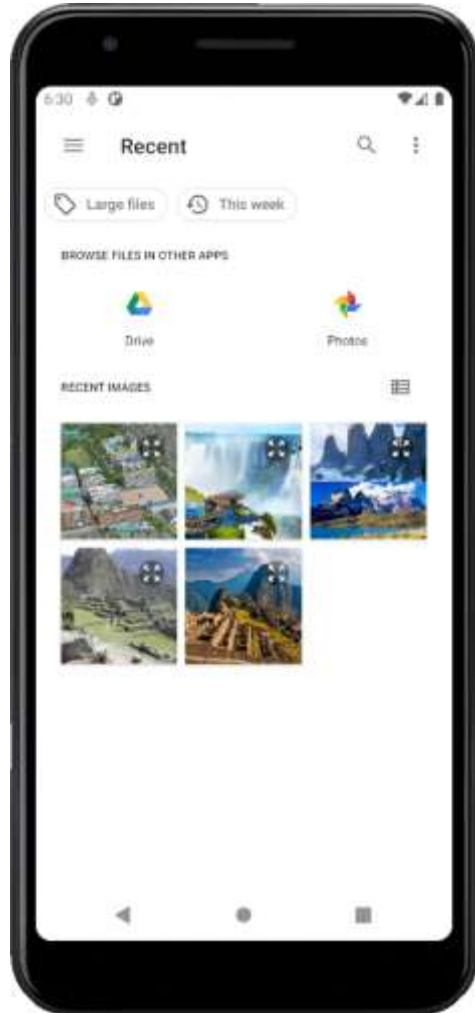 6:30
Recent
Large files
This week
BROWSE FILES IN OTHER APPS
Drive
Photos
RECENT IMAGES